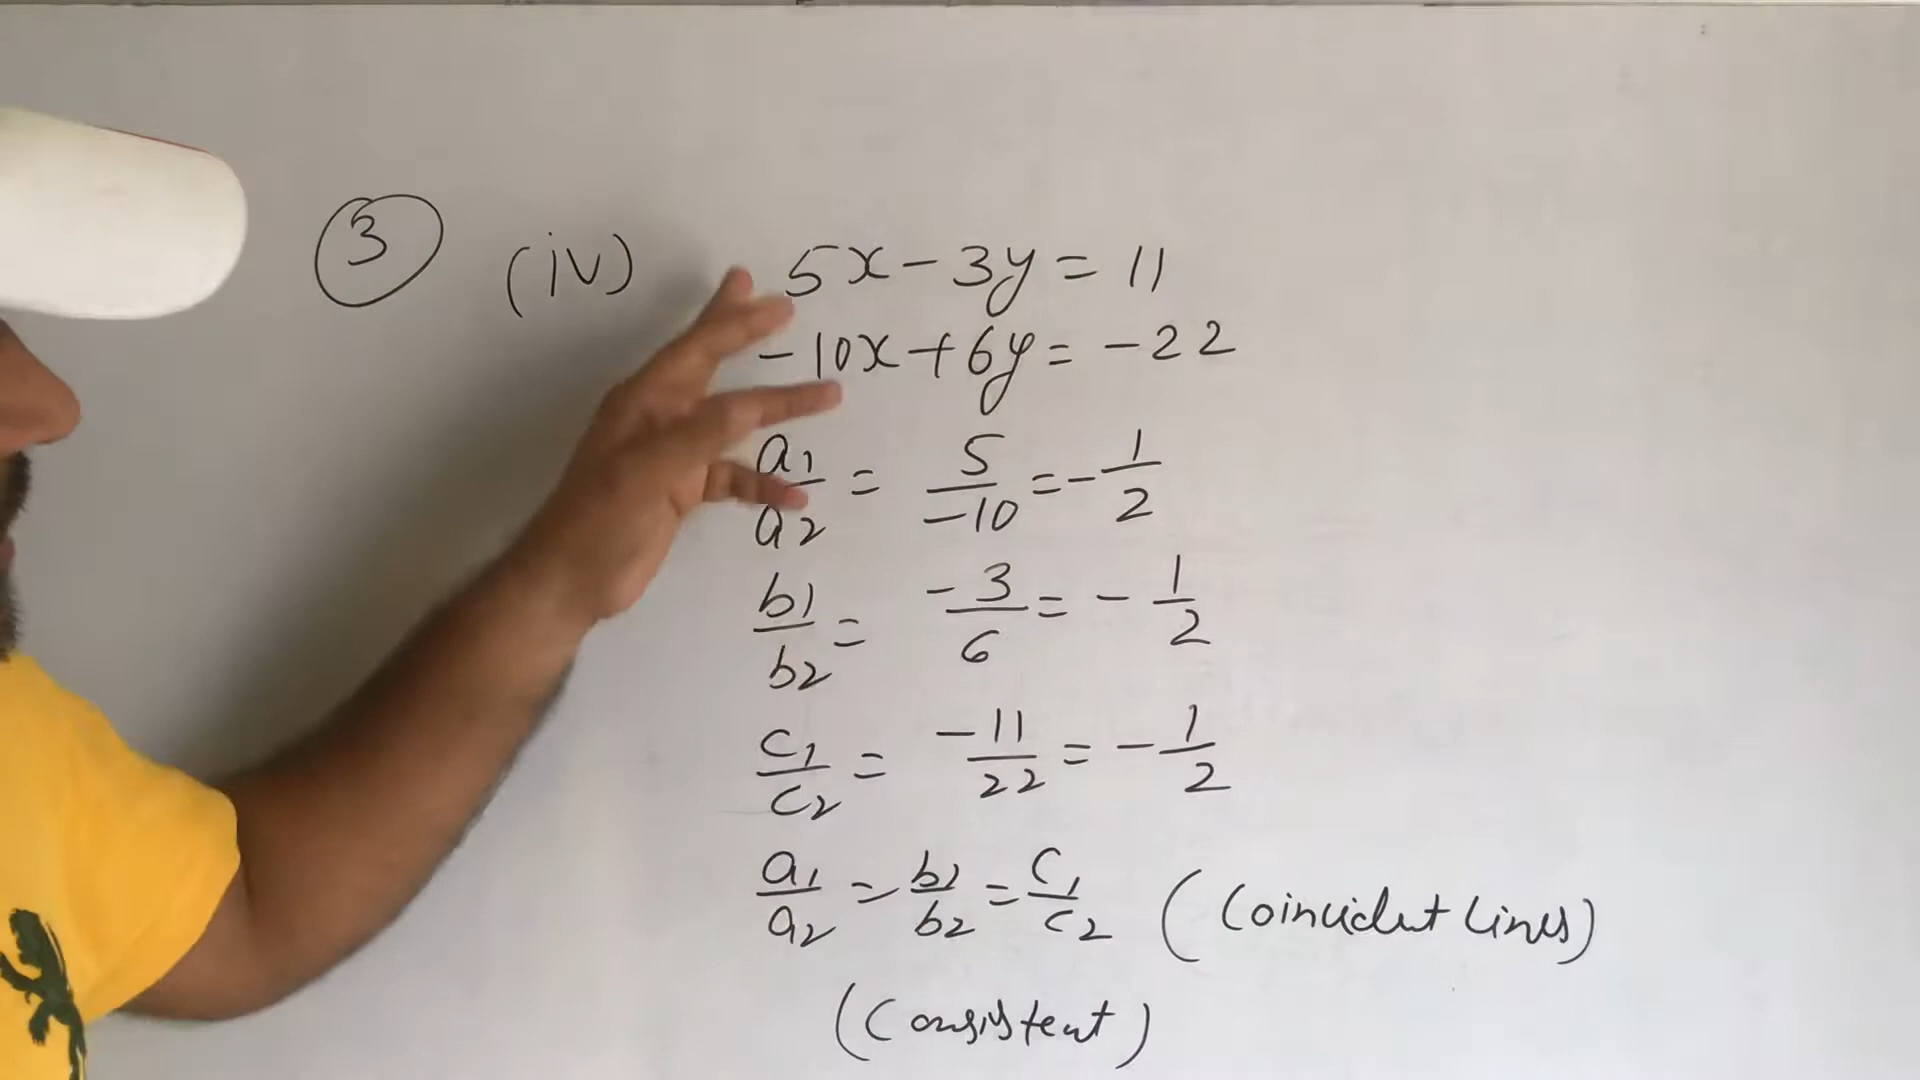 3 (iv) 5x - 3y = 11
-10x + 6y = -22
a1/a2 = 5/-10 = -1/2
b1/b2 = -3/6 = -1/2
c1/c2 = -11/22 = -1/2
a1/a2 = b1/b2 = c1/c2 (Coincident lines)
(Consistent)